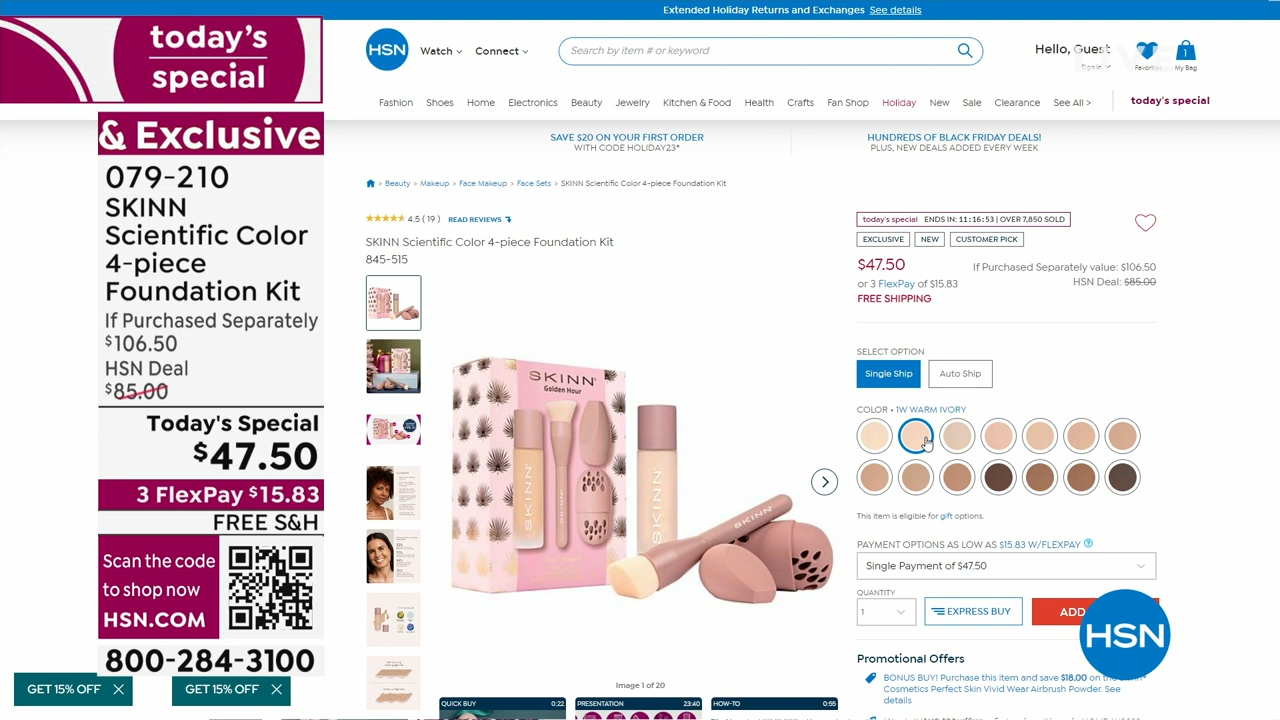 Extended Holiday Returns and Exchanges See details
today's
special
& Exclusive
079-210
SKINN
Scientific Color
4-piece
Foundation Kit
If Purchased Separately
$106.50
HSN Deal
$85.00
Today's Special
$47.50
3 FlexPay $15.83
FREE S&H
Scan the code
to shop now
HSN.COM
800-284-3100
GET 15% OFF
GET 15% OFF
HSN
Watch
Connect
Search by item # or keyword
Hello, Guest
Sign In
Favorites
1
My Bag
Fashion Shoes Home Electronics Beauty Jewelry Kitchen & Food Health Crafts Fan Shop Holiday New Sale Clearance See All > today's special
SAVE $20 ON YOUR FIRST ORDER
WITH CODE HOLIDAY23*
HUNDREDS OF BLACK FRIDAY DEALS!
PLUS, NEW DEALS ADDED EVERY WEEK
> Beauty > Makeup > Face Makeup > Face Sets > SKINN Scientific Color 4-piece Foundation Kit
4.5 ( 19 ) READ REVIEWS
SKINN Scientific Color 4-piece Foundation Kit
845-515
SKINN
Golden Hour
SKINN
SKINN
SKINN
Image 1 of 20
QUICK BUY 0:22
PRESENTATION 23:40
HOW-TO 0:55
today's special ENDS IN: 11:16:53 | OVER 7,850 SOLD
EXCLUSIVE NEW CUSTOMER PICK
$47.50
or 3 FlexPay of $15.83
FREE SHIPPING
If Purchased Separately value: $106.50
HSN Deal: $85.00
SELECT OPTION
Single Ship Auto Ship
COLOR • 1W WARM IVORY
This item is eligible for gift options.
PAYMENT OPTIONS AS LOW AS $15.83 W/FLEXPAY
Single Payment of $47.50
QUANTITY
1
EXPRESS BUY
ADD
HSN
Promotional Offers
BONUS BUY! Purchase this item and save $18.00 on the
Cosmetics Perfect Skin Vivid Wear Airbrush Powder. See
details